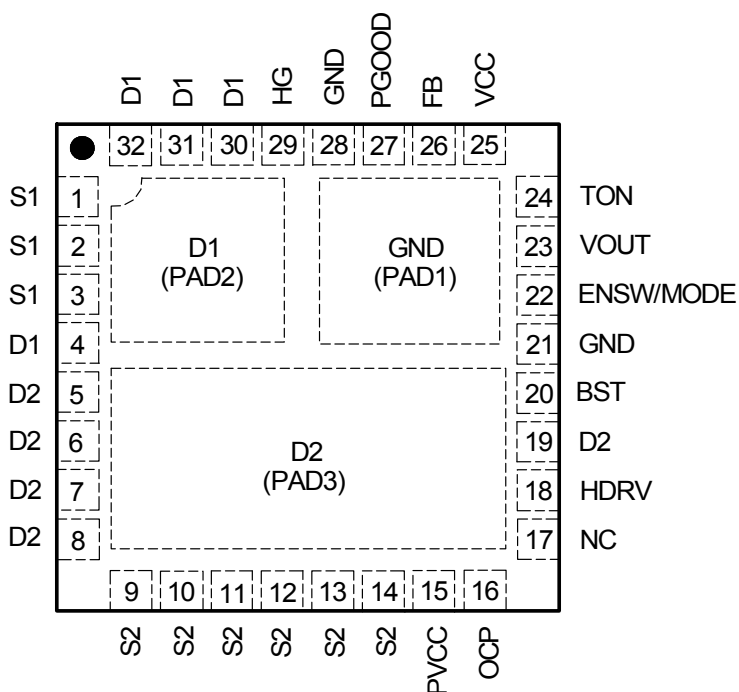 D1 D1 D1 HG GND PGOOD FB VCC
32 31 30 29 28 27 26 25
S1 1 24 TON
S1 2 D1 GND 23 VOUT
(PAD2) (PAD1)
S1 3 22 ENSW/MODE
D1 4 21 GND
D2 5 20 BST
D2 6 D2 19 D2
(PAD3)
D2 7 18 HDRV
D2 8 17 NC
9 10 11 12 13 14 15 16
S2 S2 S2 S2 S2 S2 PVCC OCP